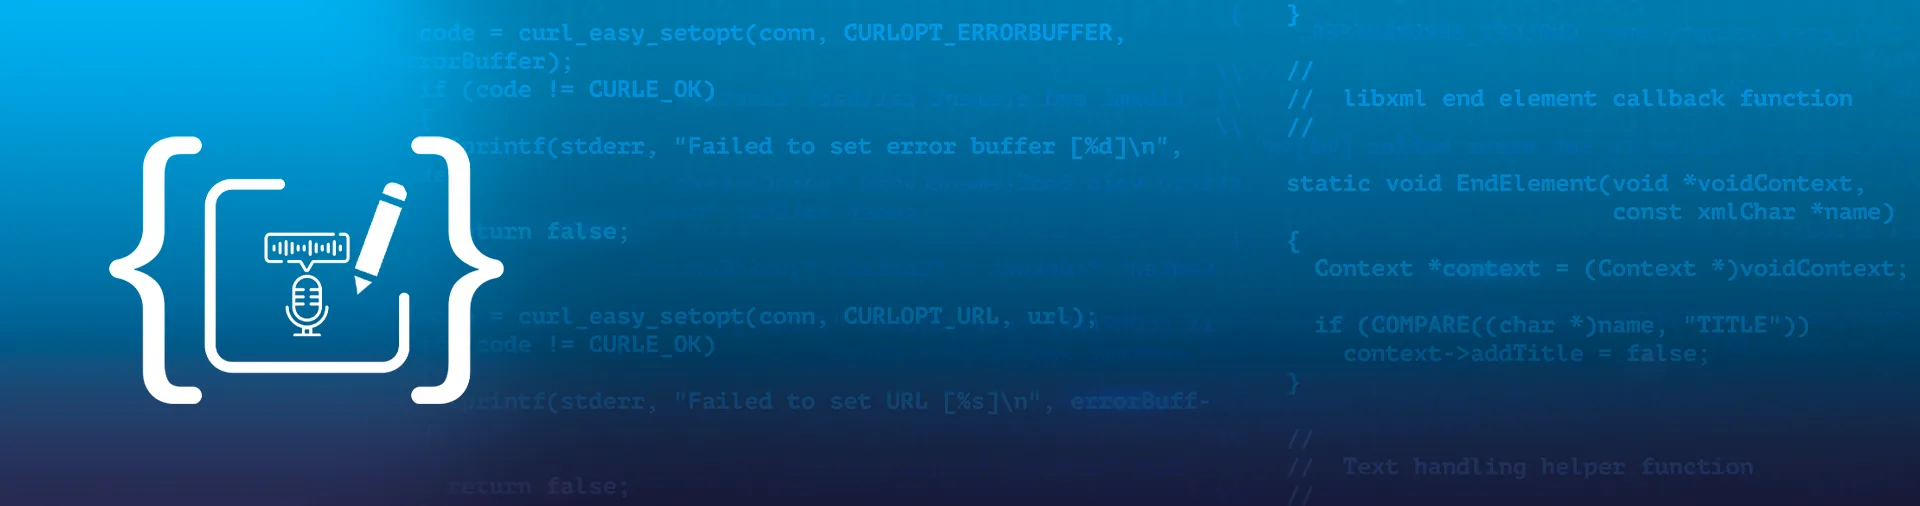 code = curl_easy_setopt(conn, CURLOPT_ERRORBUFFER,
rorBuffer);
if (code != CURLE_OK)
{
printf(stderr, "Failed to set error buffer [%d]\n",
turn false;
= curl_easy_setopt(conn, CURLOPT_URL, url);
code != CURLE_OK)
printf(stderr, "Failed to set URL [%s]\n", errorBuff-
return false;
}
//
// libxml end element callback function
//
static void EndElement(void *voidContext,
const xmlChar *name)
{
Context *context = (Context *)voidContext;
if (COMPARE((char *)name, "TITLE"))
context->addTitle = false;
}
//
// Text handling helper function
//